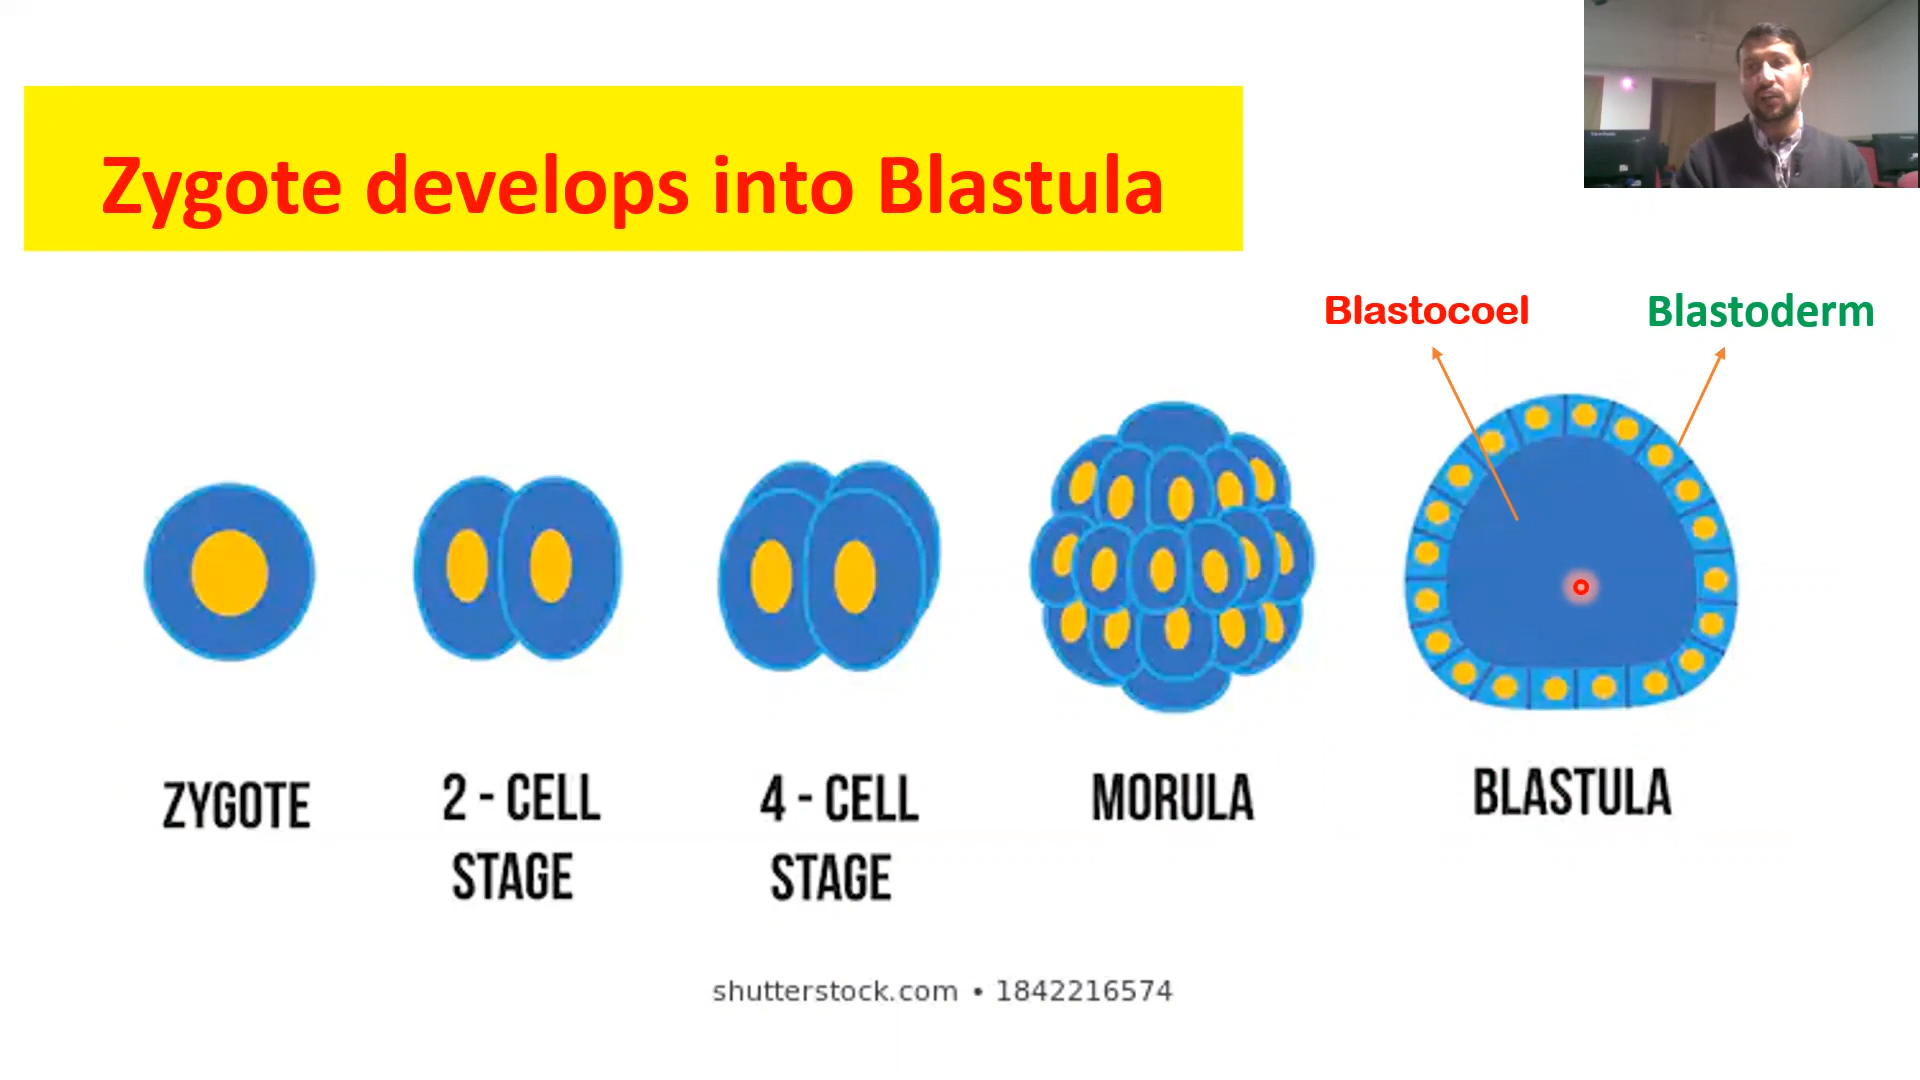 Zygote develops into Blastula
Blastocoel
Blastoderm
ZYGOTE
2 - CELL
STAGE
4 - CELL
STAGE
MORULA
BLASTULA
shutterstock.com • 1842216574